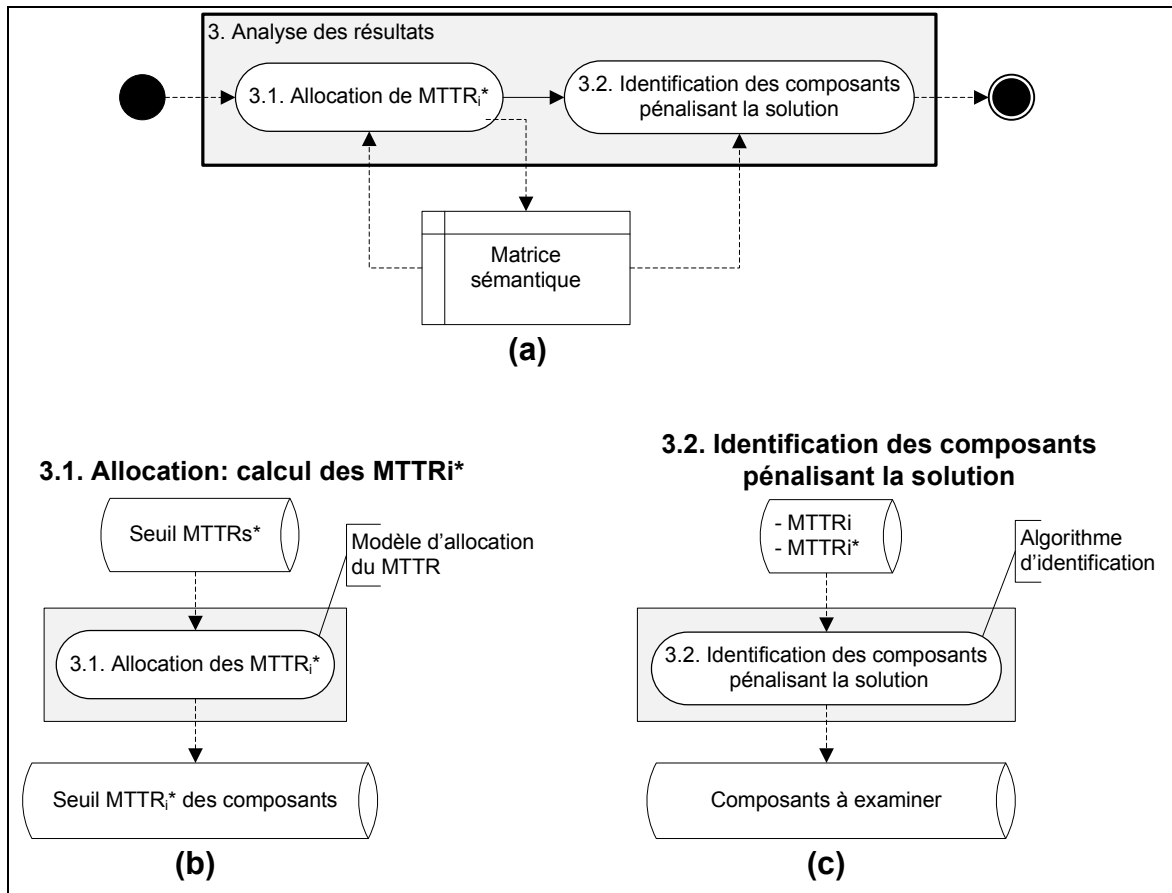 3. Analyse des résultats
3.1. Allocation de MTTRi*
3.2. Identification des composants
pénalisant la solution
Matrice
sémantique
(a)
3.1. Allocation: calcul des MTTRi*
Seuil MTTRs*
Modèle d'allocation
du MTTR
3.1. Allocation des MTTRi*
Seuil MTTRi* des composants
(b)
3.2. Identification des composants
pénalisant la solution
- MTTRi
- MTTRi*
Algorithme
d'identification
3.2. Identification des composants
pénalisant la solution
Composants à examiner
(c)